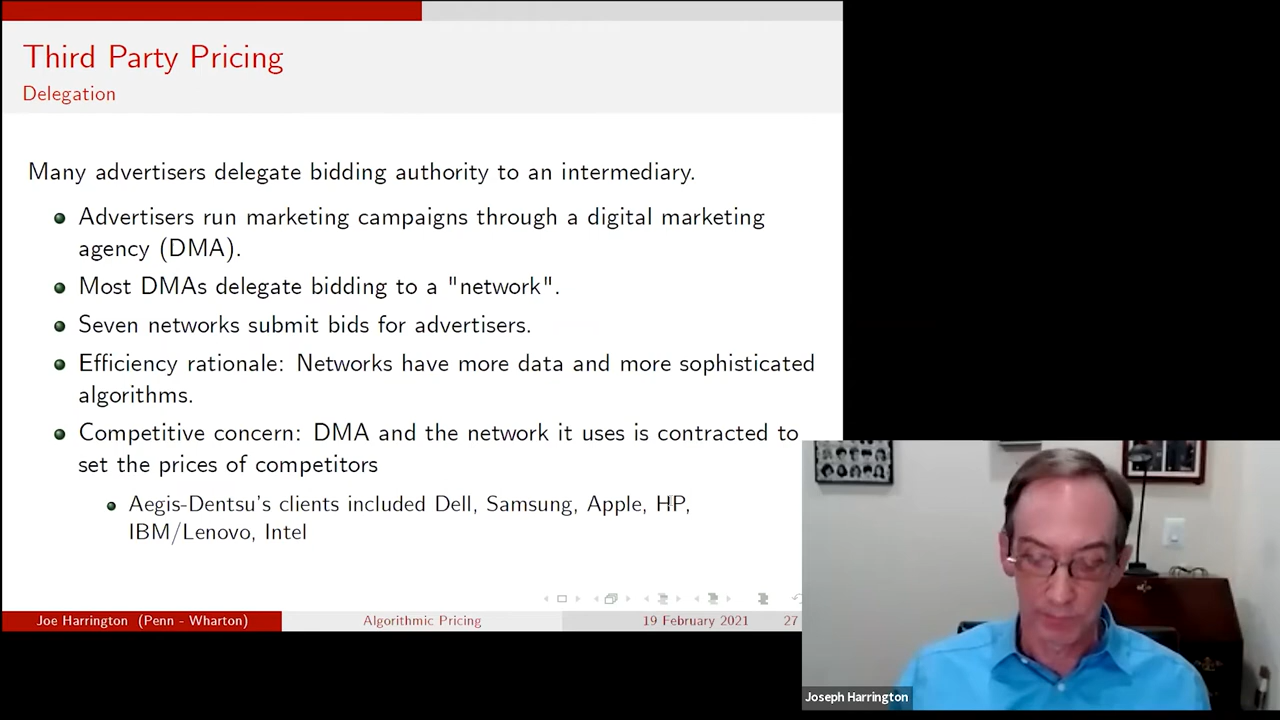 Third Party Pricing
Delegation
Many advertisers delegate bidding authority to an intermediary.
Advertisers run marketing campaigns through a digital marketing
agency (DMA).
Most DMAs delegate bidding to a "network".
Seven networks submit bids for advertisers.
Efficiency rationale: Networks have more data and more sophisticated
algorithms.
Competitive concern: DMA and the network it uses is contracted to
set the prices of competitors
Aegis-Dentsu's clients included Dell, Samsung, Apple, HP,
IBM/Lenovo, Intel
Joe Harrington (Penn - Wharton) Algorithmic Pricing 19 February 2021 27
Joseph Harrington